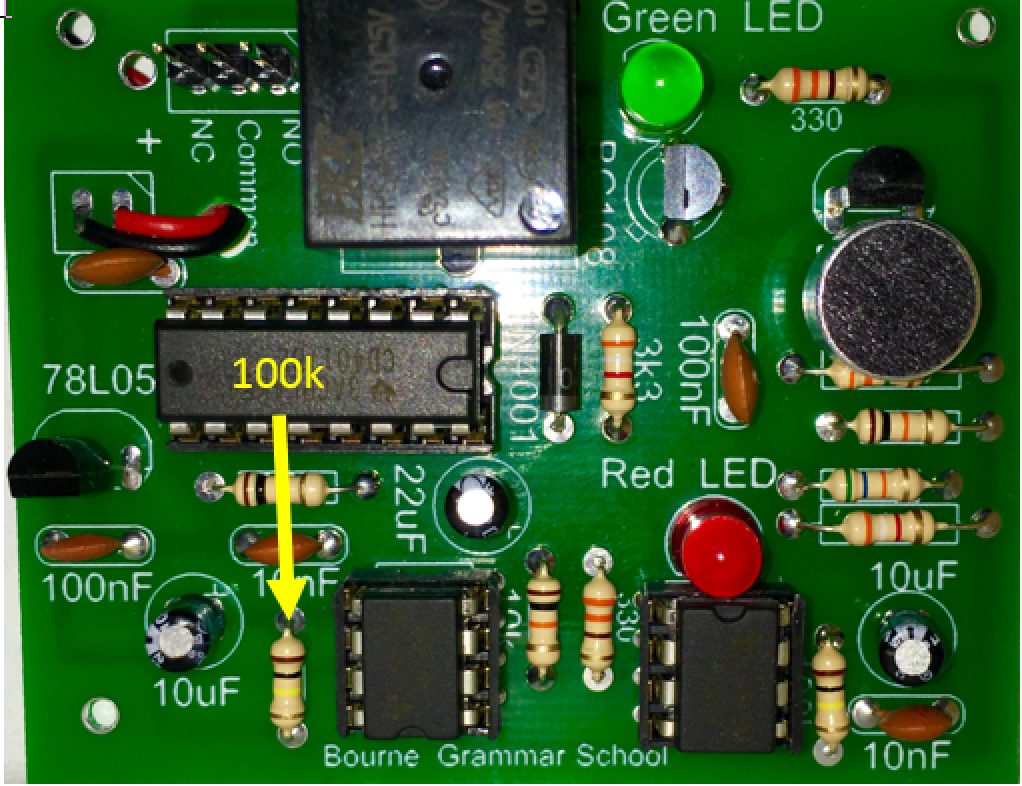 Green LED
330
+
NC
Common
NO
78L05
100k
3k3
100nF
Red LED
22uF
100nF
10uF
10uF
330
Bourne Grammar School
10nF